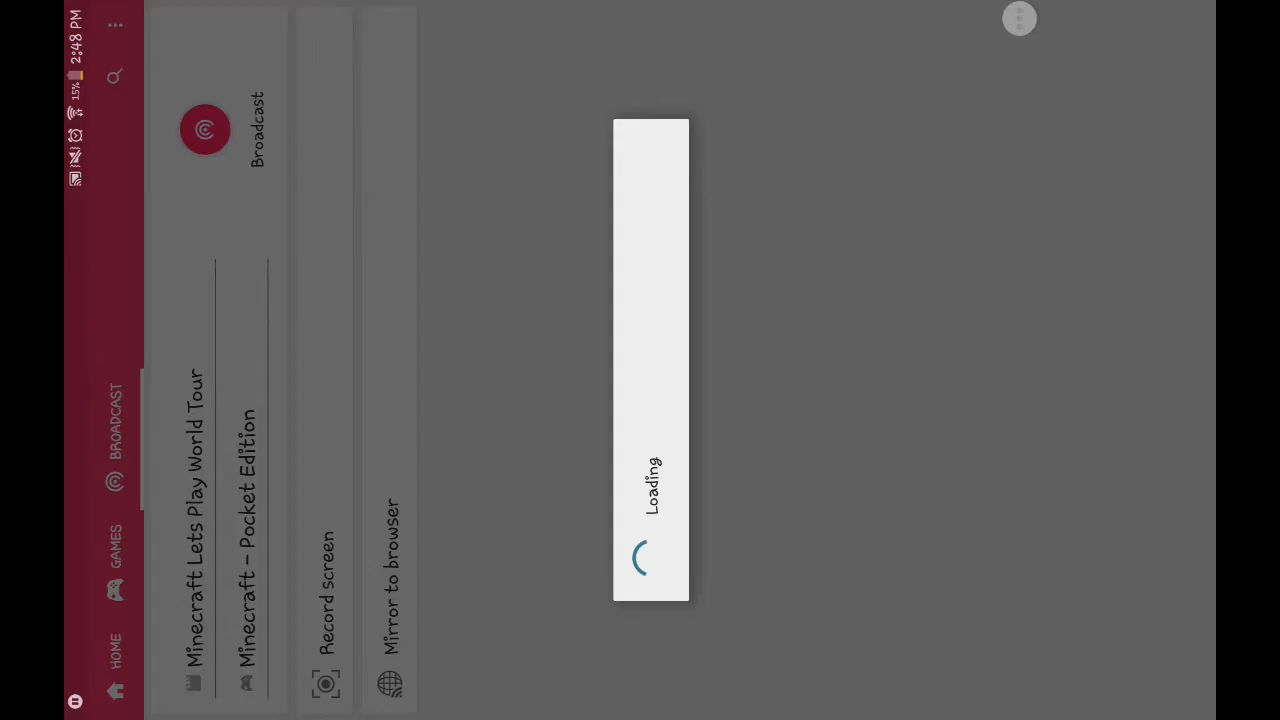 15% 2:48 PM
HOME GAMES BROADCAST
Minecraft Lets Play World Tour
Minecraft - Pocket Edition
Broadcast
Record screen
Mirror to browser
Loading